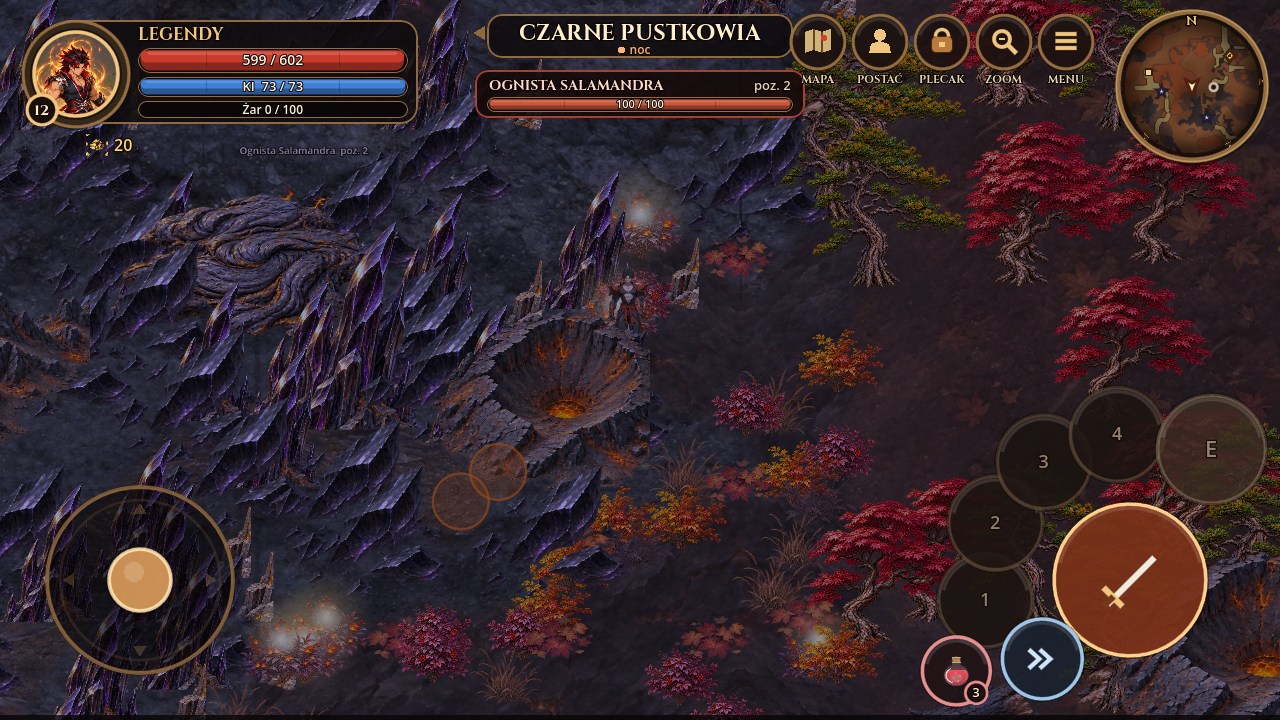 LEGENDY
599 / 602
KI 73 / 73
Żar 0 / 100
12
20
Ognista Salamandra poz. 2
CZARNE PUSTKOWIA
noc
OGNISTA SALAMANDRA poz. 2
100 / 100
MAPA POSTAĆ PLECAK ZOOM MENU
N
4
E
3
2
1
3